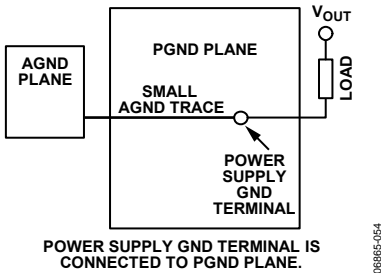 VOUT
AGND
PLANE
PGND PLANE
LOAD
SMALL
AGND TRACE
POWER
SUPPLY
GND
TERMINAL
POWER SUPPLY GND TERMINAL IS
CONNECTED TO PGND PLANE.
06865-054